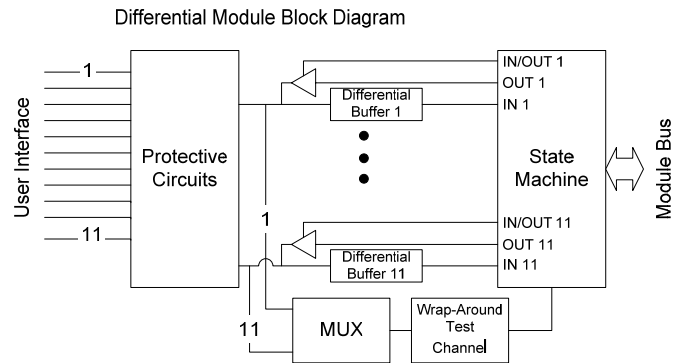 Differential Module Block Diagram
User Interface
1
11
Protective
Circuits
IN/OUT 1
OUT 1
IN 1
Differential
Buffer 1
State
Machine
Module Bus
1
IN/OUT 11
OUT 11
IN 11
Differential
Buffer 11
11
MUX
Wrap-Around
Test
Channel